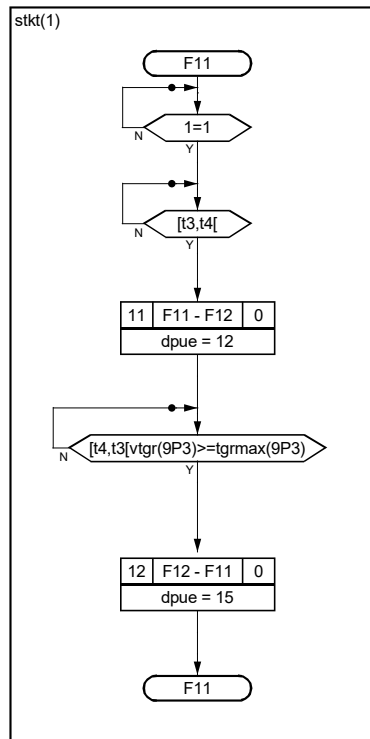 stkt(1)
F11
1=1
N
Y
[t3,t4[
N
Y
11 F11 - F12 0
dpue = 12
[t4,t3[vtgr(9P3)>=tgrmax(9P3)
N
Y
12 F12 - F11 0
dpue = 15
F11